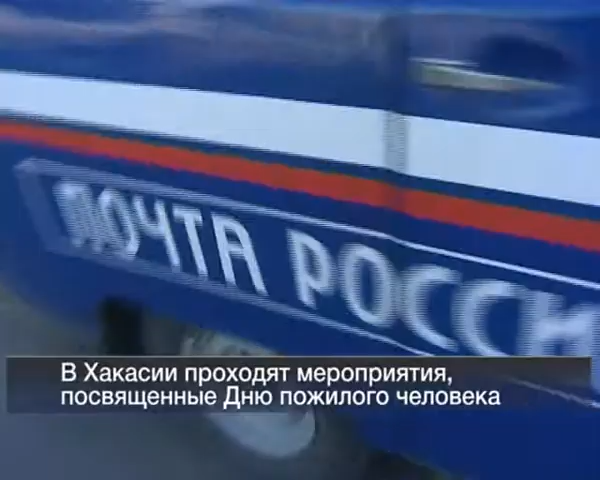 ПОЧТА РОССИ
В Хакасии проходят мероприятия,
посвященные Дню пожилого человека